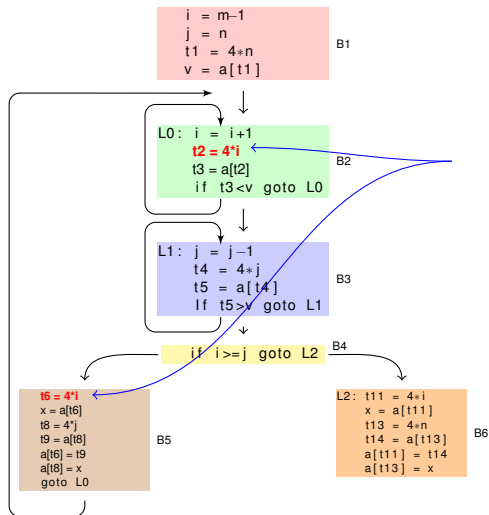 i = m-1
j = n
t1 = 4*n
v = a[t1]
B1
L0: i = i+1
t2 = 4*i
t3 = a[t2]
if t3<v goto L0
B2
L1: j = j-1
t4 = 4*j
t5 = a[t4]
If t5>v goto L1
B3
if i>=j goto L2
B4
t6 = 4*i
x = a[t6]
t8 = 4*j
t9 = a[t8]
a[t6] = t9
a[t8] = x
goto L0
B5
L2: t11 = 4*i
x = a[t11]
t13 = 4*n
t14 = a[t13]
a[t11] = t14
a[t13] = x
B6